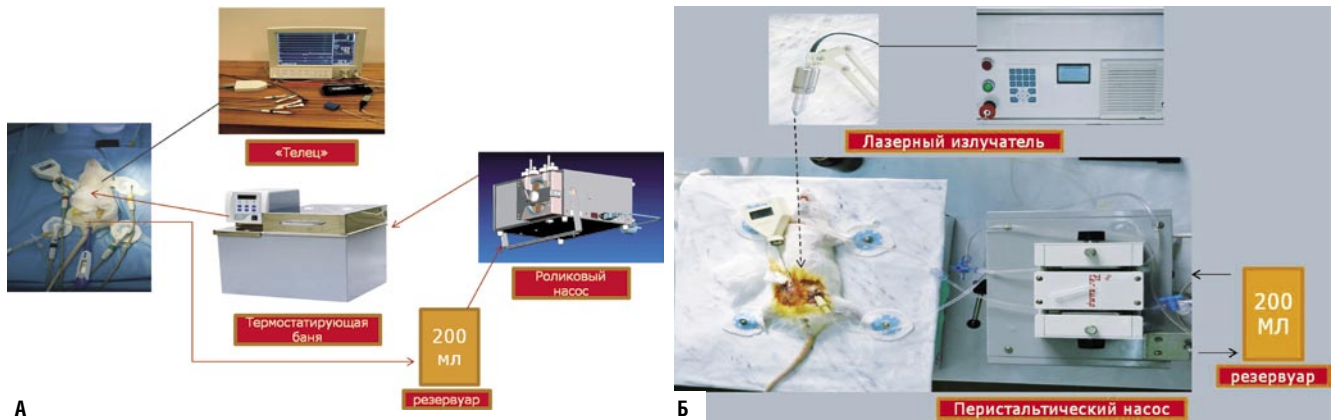 «Телец»
Роликовый
насос
Термостатирующая
баня
200
мл
резервуар
А
Лазерный излучатель
200
МЛ
резервуар
Перистальтический насос
Б